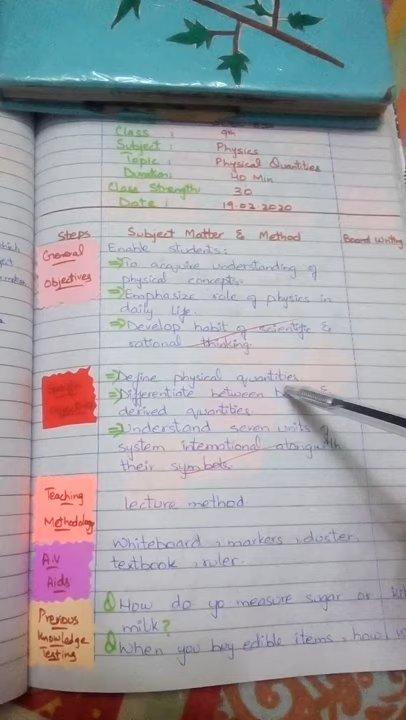 Class : 9th
Subject : Physics
Topic : Physical Quantities
Duration : 40 Min
Class Strength: 30
Date : 19.02.2020
Steps Subject Matter & Method Board Writing
General
Objectives
Enable students:
⇒To acquire understanding of
physical concepts.
⇒Emphasize role of physics in
daily life.
⇒Develop habit of scientific &
rational thinking.
⇒Define physical quantities
⇒Differentiate between
derived quantities.
⇒Understand seven units
system international alongwith
their symbols.
Teaching
Methodology
lecture method.
A.V
Aids
whiteboard, markers, duster.
textbook, ruler.
Previous
Knowledge
Testing
Q How do yo measure sugar or
milk?
Q When you buy edible items, how